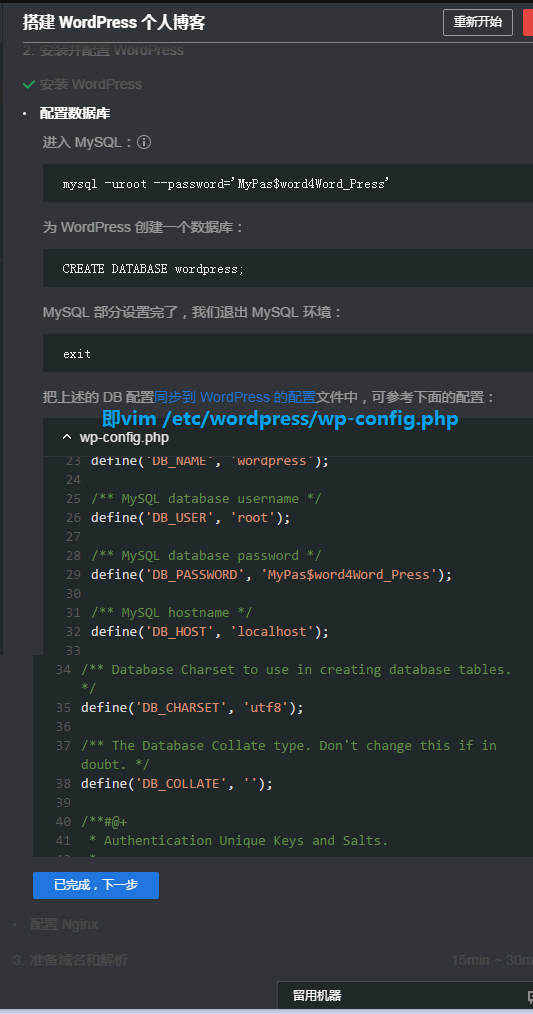 搭建 WordPress 个人博客
重新开始
2. 安装并配置 WordPress
安装 WordPress
配置数据库
进入 MySQL：
mysql -uroot --password='MyPas$word4Word_Press'
为 WordPress 创建一个数据库：
CREATE DATABASE wordpress;
MySQL 部分设置完了，我们退出 MySQL 环境：
exit
把上述的 DB 配置同步到 WordPress 的配置文件中，可参考下面的配置：
即vim /etc/wordpress/wp-config.php
wp-config.php
23 define('DB_NAME', 'wordpress');
24
25 /** MySQL database username */
26 define('DB_USER', 'root');
27
28 /** MySQL database password */
29 define('DB_PASSWORD', 'MyPas$word4Word_Press');
30
31 /** MySQL hostname */
32 define('DB_HOST', 'localhost');
33
34 /** Database Charset to use in creating database tables.
*/
35 define('DB_CHARSET', 'utf8');
36
37 /** The Database Collate type. Don't change this if in
doubt. */
38 define('DB_COLLATE', '');
39
40 /**#@+
41 * Authentication Unique Keys and Salts.
42 *
已完成，下一步
配置 Nginx
3. 准备域名和解析 15min ~ 30m
留用机器